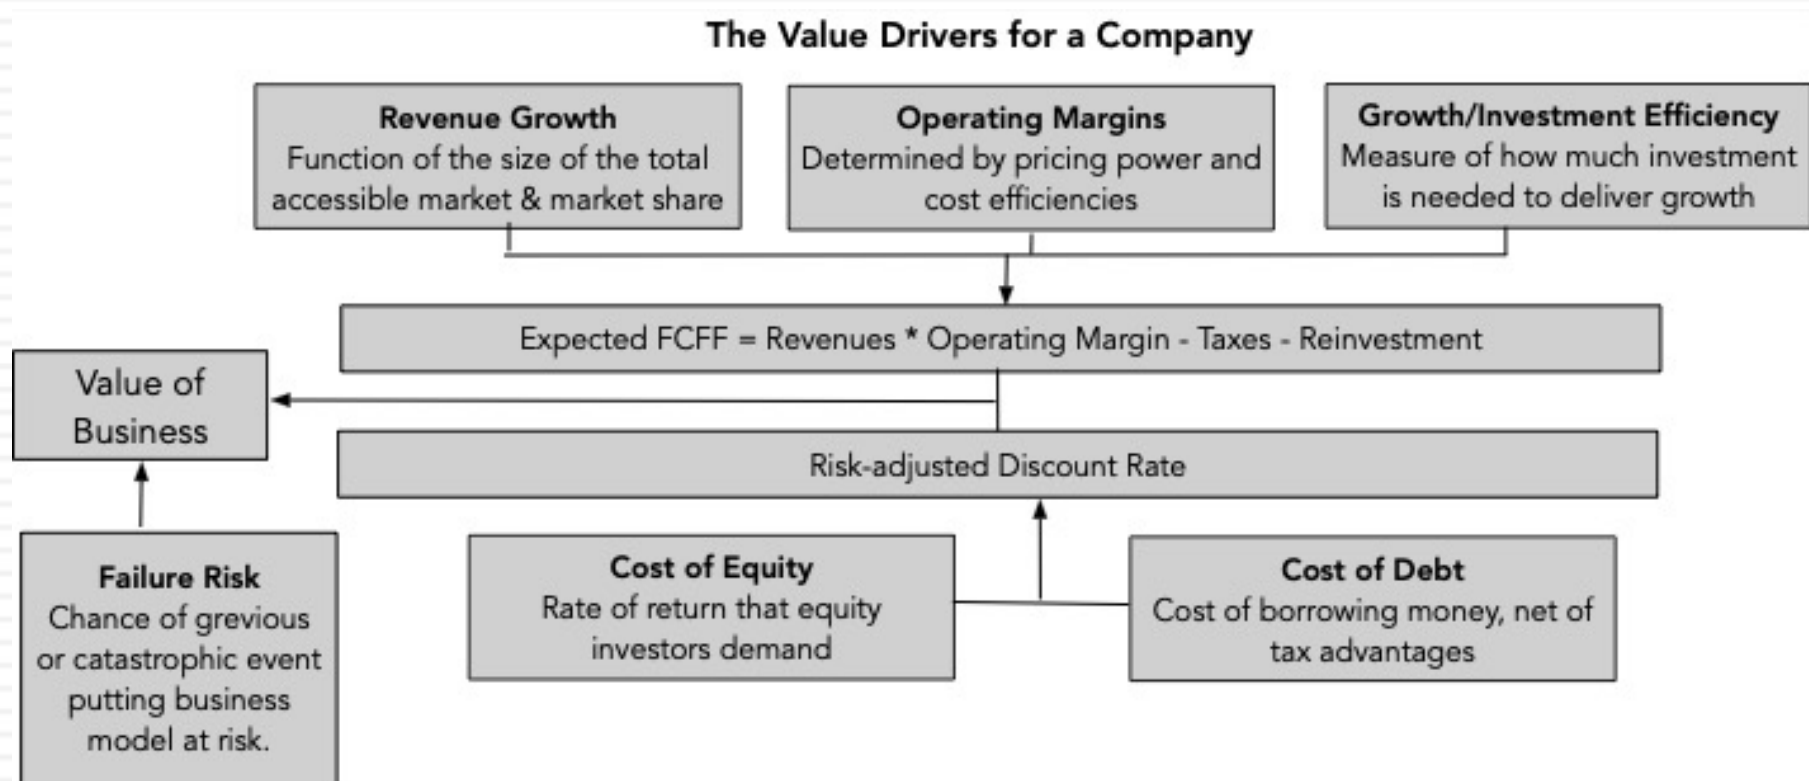 The Value Drivers for a Company
Revenue Growth
Function of the size of the total
accessible market & market share
Operating Margins
Determined by pricing power and
cost efficiencies
Growth/Investment Efficiency
Measure of how much investment
is needed to deliver growth
Expected FCFF = Revenues * Operating Margin - Taxes - Reinvestment
Value of
Business
Risk-adjusted Discount Rate
Failure Risk
Chance of grevious
or catastrophic event
putting business
model at risk.
Cost of Equity
Rate of return that equity
investors demand
Cost of Debt
Cost of borrowing money, net of
tax advantages